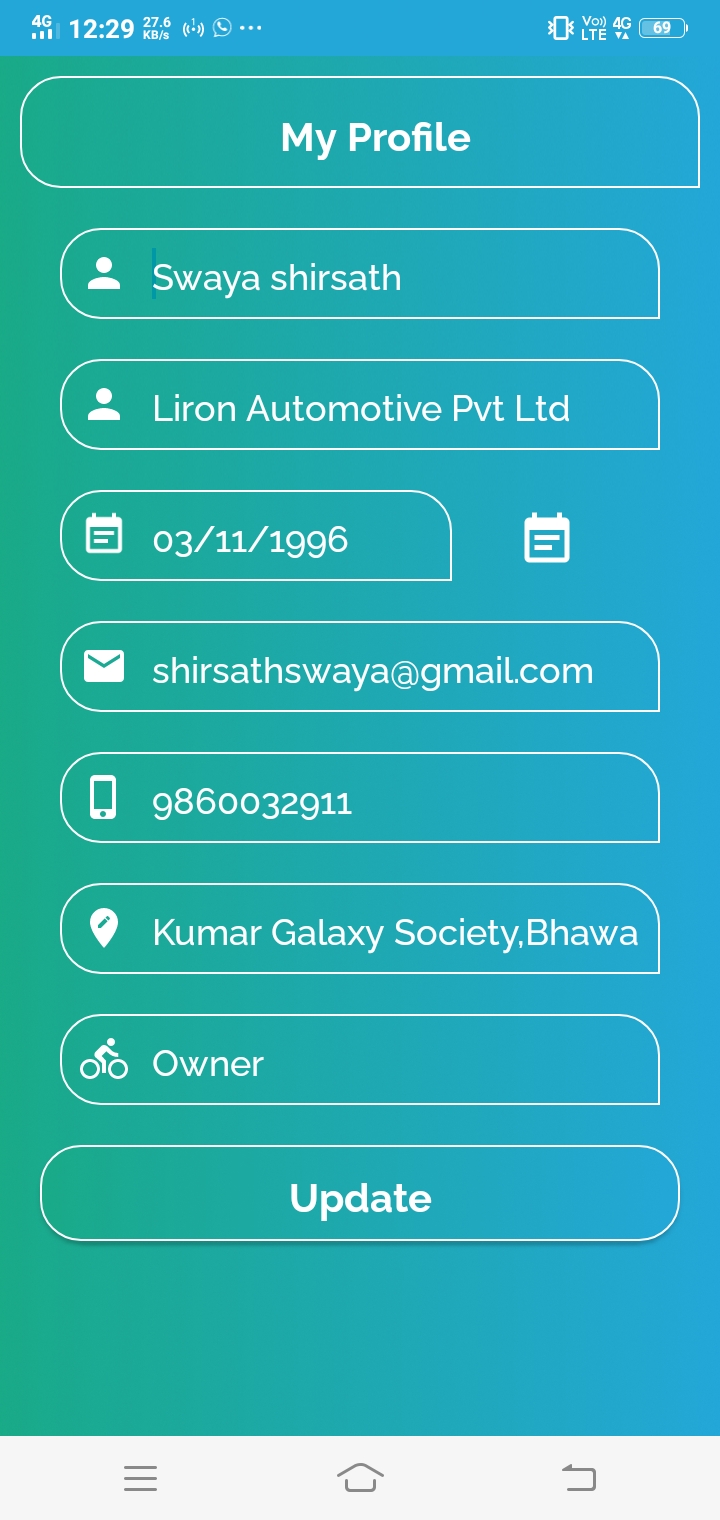 4G 12:29 27.6 KB/s 1 Vo)) LTE 4G 69
My Profile
Swaya shirsath
Liron Automotive Pvt Ltd
03/11/1996
shirsathswaya@gmail.com
9860032911
Kumar Galaxy Society,Bhawa
Owner
Update